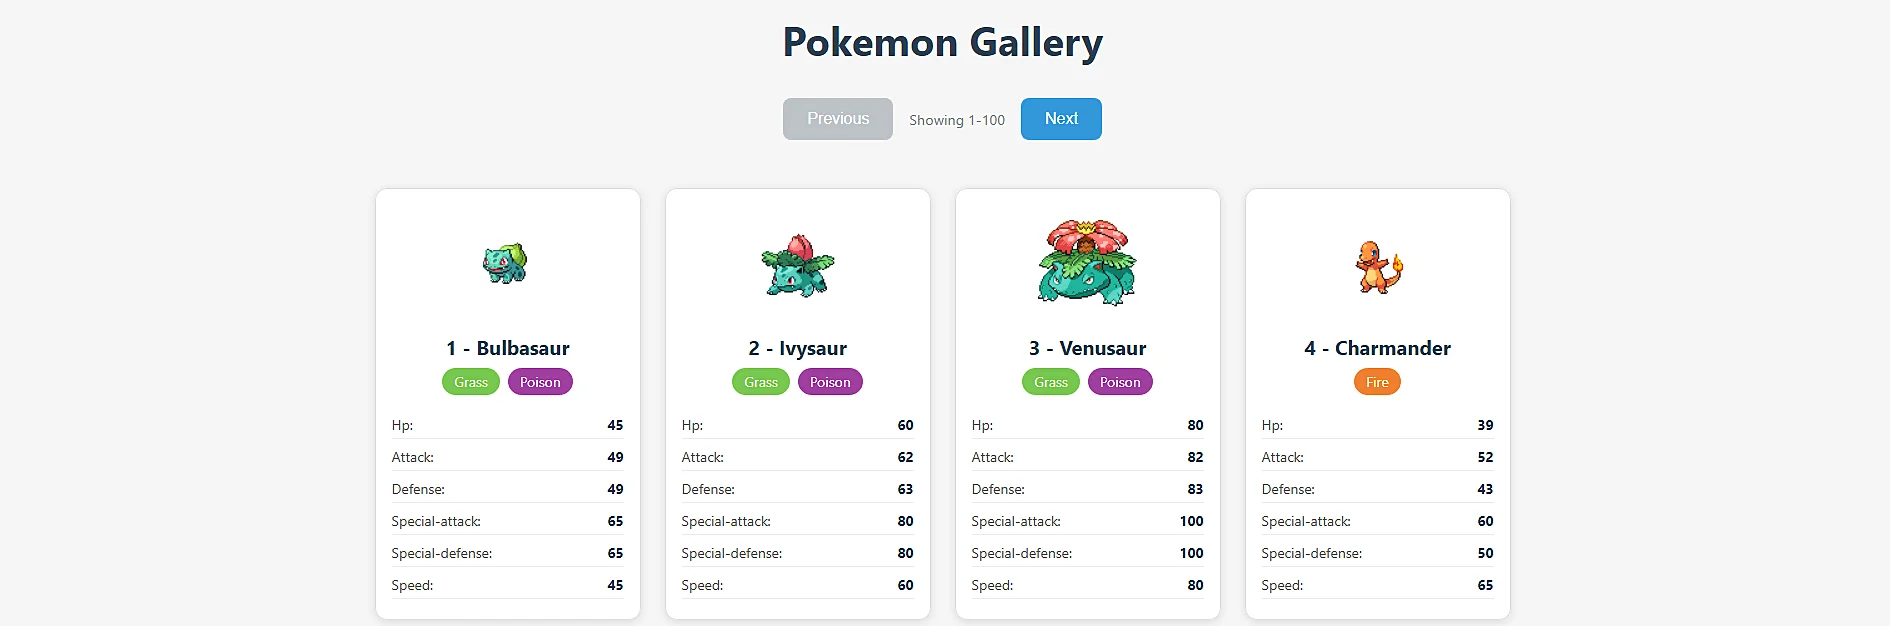 Pokemon Gallery
Previous Showing 1-100 Next
1 - Bulbasaur
Grass Poison
Hp: 45
Attack: 49
Defense: 49
Special-attack: 65
Special-defense: 65
Speed: 45
2 - Ivysaur
Grass Poison
Hp: 60
Attack: 62
Defense: 63
Special-attack: 80
Special-defense: 80
Speed: 60
3 - Venusaur
Grass Poison
Hp: 80
Attack: 82
Defense: 83
Special-attack: 100
Special-defense: 100
Speed: 80
4 - Charmander
Fire
Hp: 39
Attack: 52
Defense: 43
Special-attack: 60
Special-defense: 50
Speed: 65